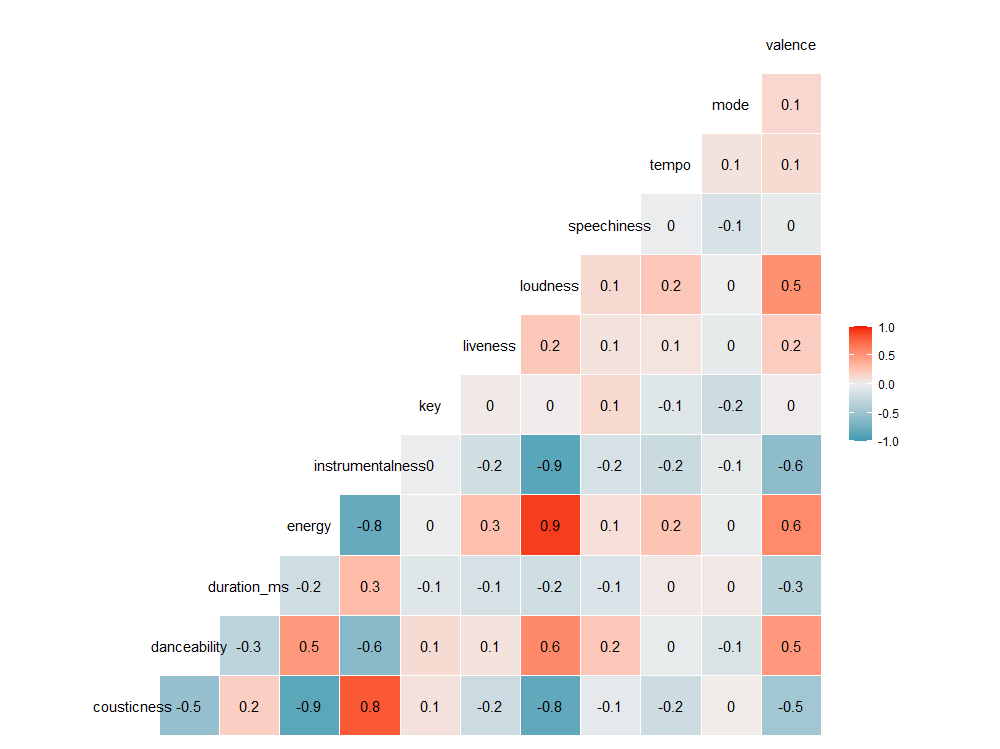 valence
mode 0.1
tempo 0.1 0.1
speechiness 0 -0.1 0
loudness 0.1 0.2 0 0.5
liveness 0.2 0.1 0.1 0 0.2
key 0 0 0.1 -0.1 -0.2 0
instrumentalness 0 -0.2 -0.9 -0.2 -0.2 -0.1 -0.6
energy -0.8 0 0.3 0.9 0.1 0.2 0 0.6
duration_ms -0.2 0.3 -0.1 -0.1 -0.2 -0.1 0 0 -0.3
danceability -0.3 0.5 -0.6 0.1 0.1 0.6 0.2 0 -0.1 0.5
cousticness -0.5 0.2 -0.9 0.8 0.1 -0.2 -0.8 -0.1 -0.2 0 -0.5
1.0
0.5
0.0
-0.5
-1.0